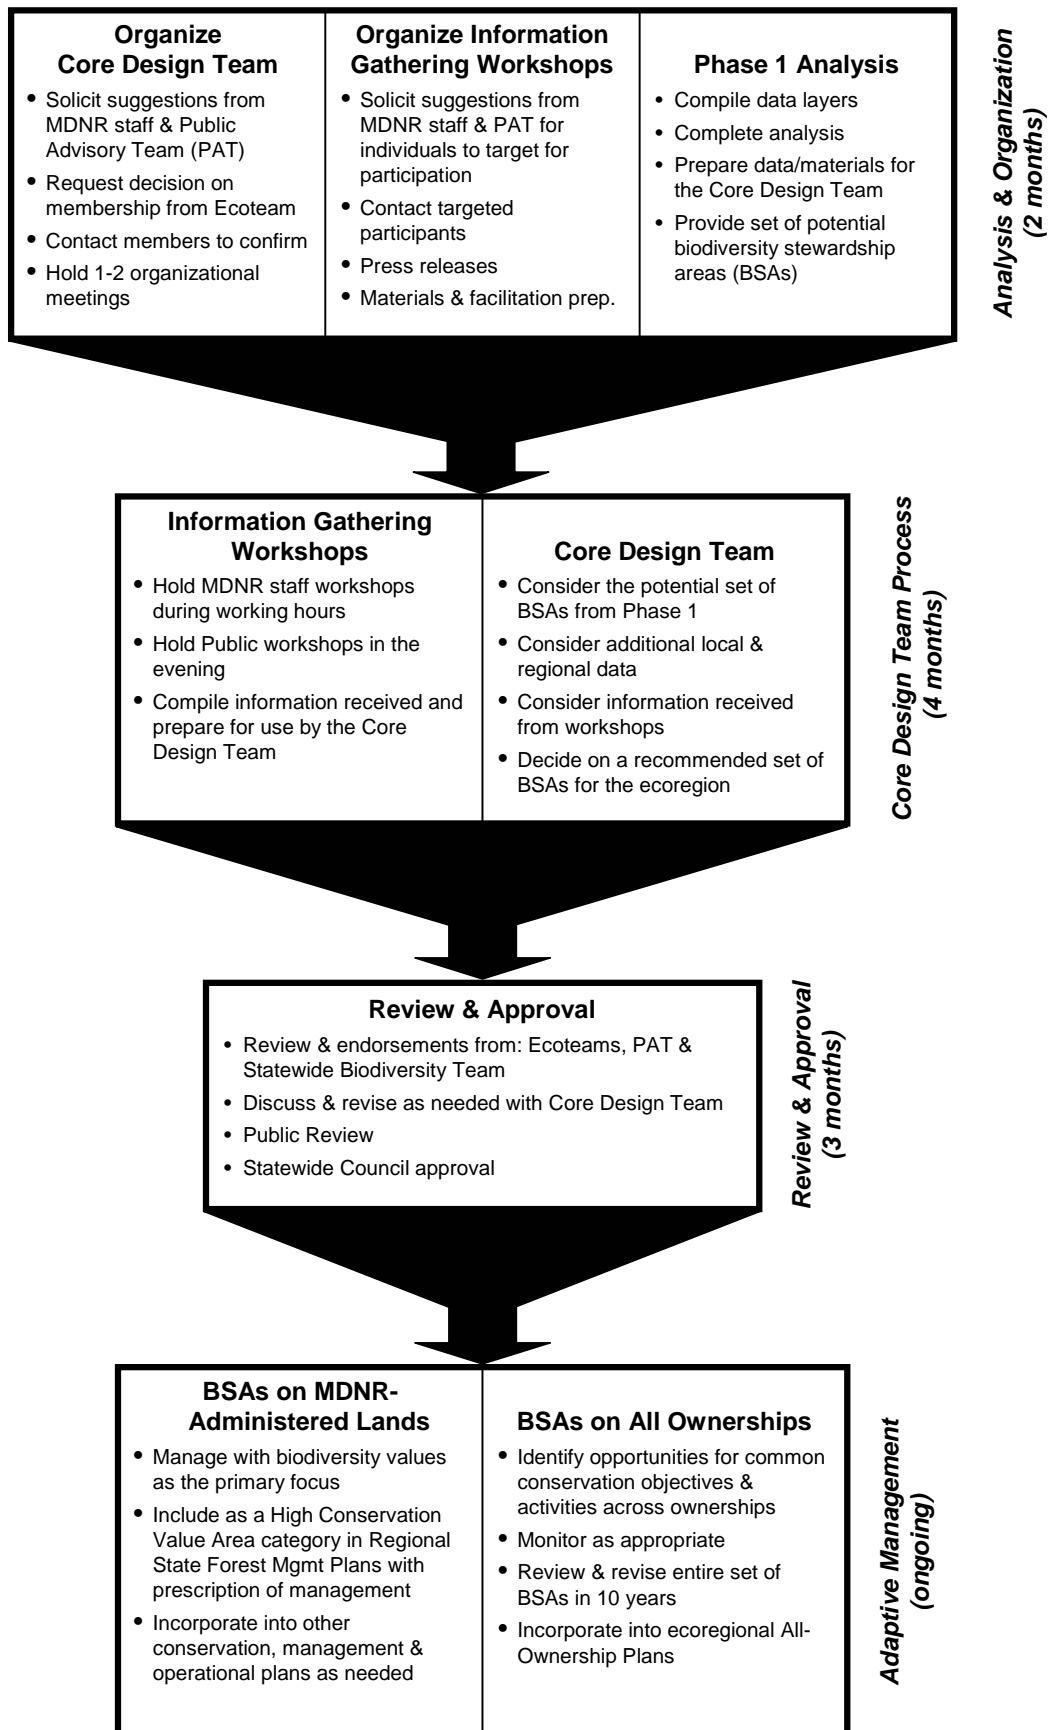 Organize
Core Design Team
• Solicit suggestions from
MDNR staff & Public
Advisory Team (PAT)
• Request decision on
membership from Ecoteam
• Contact members to confirm
• Hold 1-2 organizational
meetings
Organize Information
Gathering Workshops
• Solicit suggestions from
MDNR staff & PAT for
individuals to target for
participation
• Contact targeted
participants
• Press releases
• Materials & facilitation prep.
Phase 1 Analysis
• Compile data layers
• Complete analysis
• Prepare data/materials for
the Core Design Team
• Provide set of potential
biodiversity stewardship
areas (BSAs)
Analysis & Organization
(2 months)
Information Gathering
Workshops
• Hold MDNR staff workshops
during working hours
• Hold Public workshops in the
evening
• Compile information received and
prepare for use by the Core
Design Team
Core Design Team
• Consider the potential set of
BSAs from Phase 1
• Consider additional local &
regional data
• Consider information received
from workshops
• Decide on a recommended set of
BSAs for the ecoregion
Core Design Team Process
(4 months)
Review & Approval
• Review & endorsements from: Ecoteams, PAT &
Statewide Biodiversity Team
• Discuss & revise as needed with Core Design Team
• Public Review
• Statewide Council approval
Review & Approval
(3 months)
BSAs on MDNR-
Administered Lands
• Manage with biodiversity values
as the primary focus
• Include as a High Conservation
Value Area category in Regional
State Forest Mgmt Plans with
prescription of management
• Incorporate into other
conservation, management &
operational plans as needed
BSAs on All Ownerships
• Identify opportunities for common
conservation objectives &
activities across ownerships
• Monitor as appropriate
• Review & revise entire set of
BSAs in 10 years
• Incorporate into ecoregional All-
Ownership Plans
Adaptive Management
(ongoing)